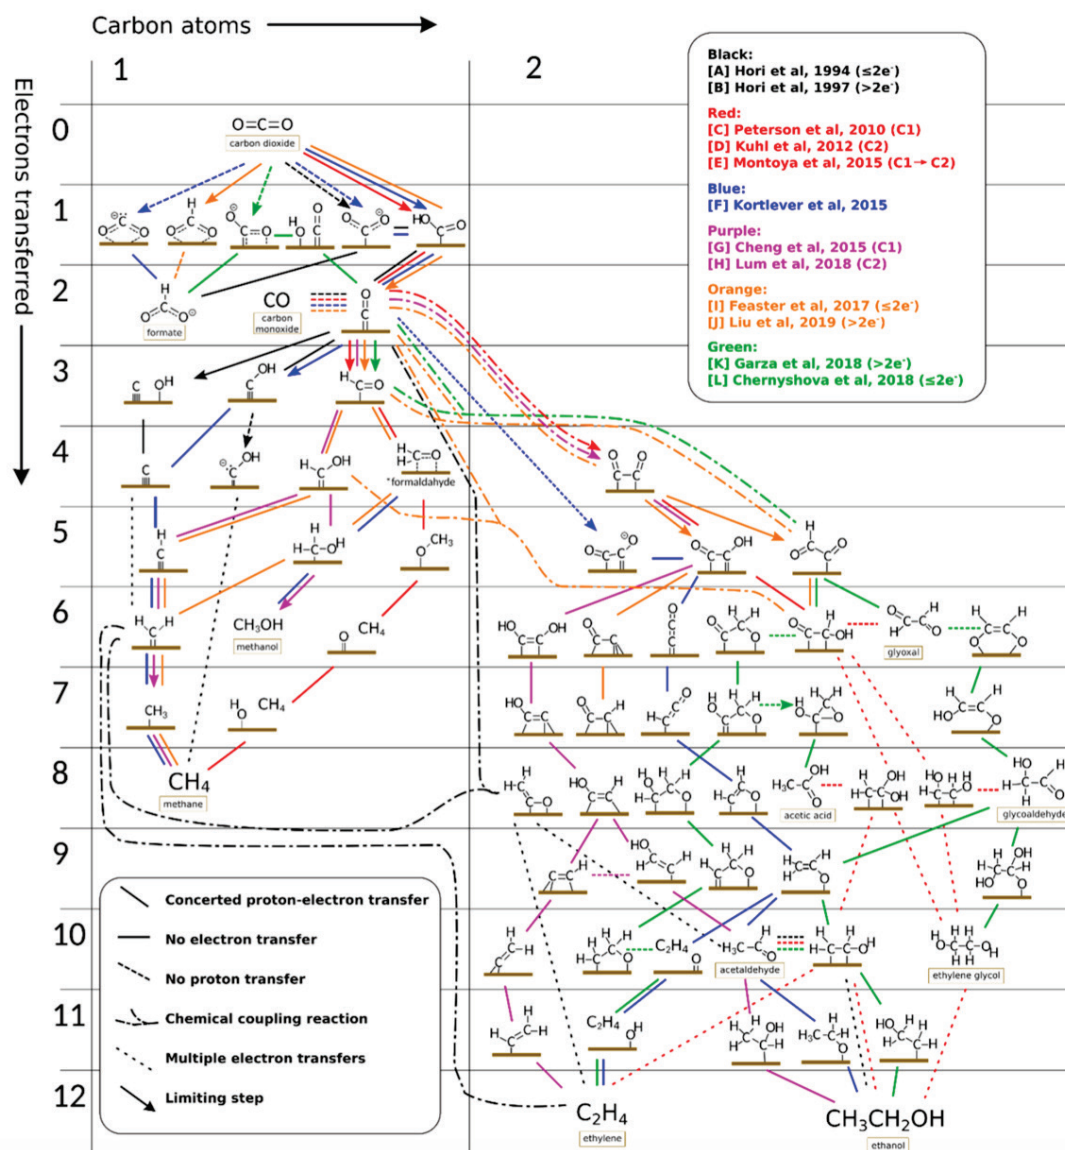 Carbon atoms
Electrons transferred
1
2
Black:
[A] Hori et al, 1994 (≤2e⁻)
[B] Hori et al, 1997 (>2e⁻)
Red:
[C] Peterson et al, 2010 (C1)
[D] Kuhl et al, 2012 (C2)
[E] Montoya et al, 2015 (C1→C2)
Blue:
[F] Kortlever et al, 2015
Purple:
[G] Cheng et al, 2015 (C1)
[H] Lum et al, 2018 (C2)
Orange:
[I] Feaster et al, 2017 (≤2e⁻)
[J] Liu et al, 2019 (>2e⁻)
Green:
[K] Garza et al, 2018 (>2e⁻)
[L] Chernyshova et al, 2018 (≤2e⁻)
0
O=C=O
carbon dioxide
1
2
formate
CO
carbon monoxide
3
4
*formaldahyde
5
6
CH₃OH
methanol
CH₄
glyoxal
7
CH₃
CH₄
8
CH₄
methane
acetic acid
glycoaldehyde
9
10
C₂H₄
acetaldehyde
ethylene glycol
11
C₂H₄
12
C₂H₄
ethylene
CH₃CH₂OH
ethanol
Concerted proton-electron transfer
No electron transfer
No proton transfer
Chemical coupling reaction
Multiple electron transfers
Limiting step